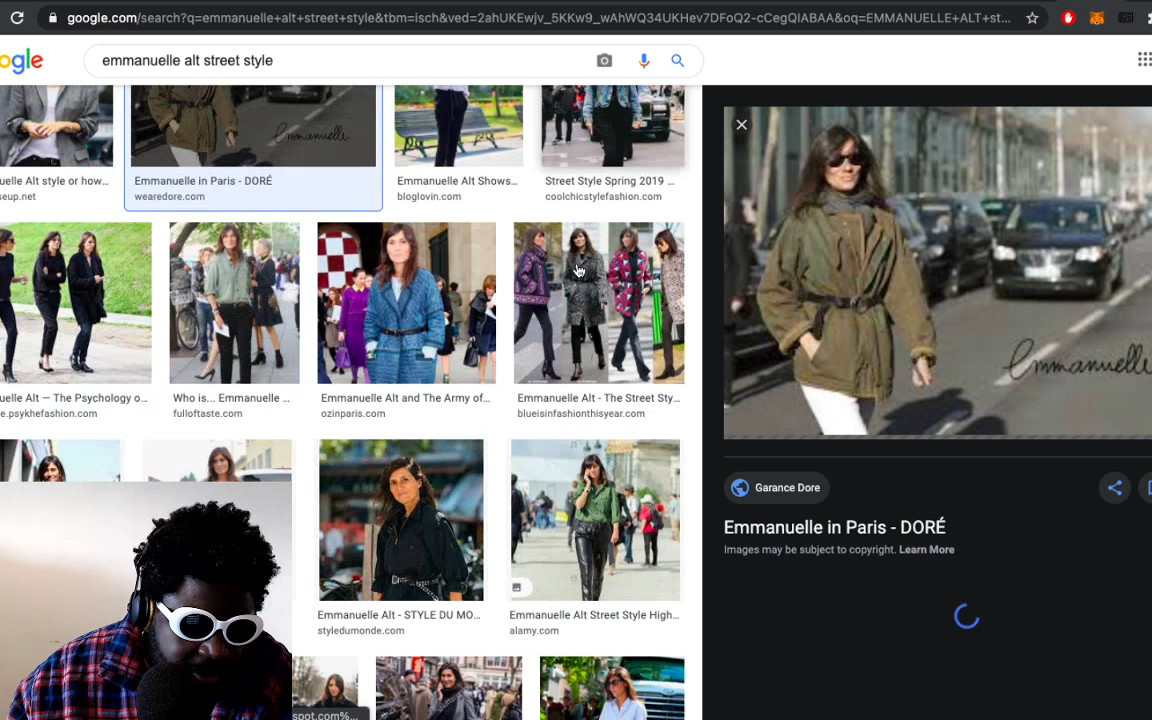 google.com/search?q=emmanuelle+alt+street+style&tbm=isch&ved=2ahUKEwjv_5KKw9_wAhWQ34UKHev7DFoQ2-cCegQIABAA&oq=EMMANUELLE+ALT+st...
ogle
emmanuelle alt street style
uelle Alt style or how...
seup.net
Emmanuelle
Emmanuelle in Paris - DORÉ
wearedore.com
Emmanuelle Alt Shows...
bloglovin.com
Street Style Spring 2019 ...
coolchicstylefashion.com
uelle Alt — The Psychology o...
e.psykhefashion.com
Who is... Emmanuelle ...
fulloftaste.com
Emmanuelle Alt and The Army of...
ozinparis.com
Emmanuelle Alt - The Street Sty...
blueisinfashionthisyear.com
Emmanuelle Alt - STYLE DU MO...
styledumonde.com
Emmanuelle Alt Street Style High...
alamy.com
spot.com%...
Emmanuelle
Garance Dore
Emmanuelle in Paris - DORÉ
Images may be subject to copyright. Learn More